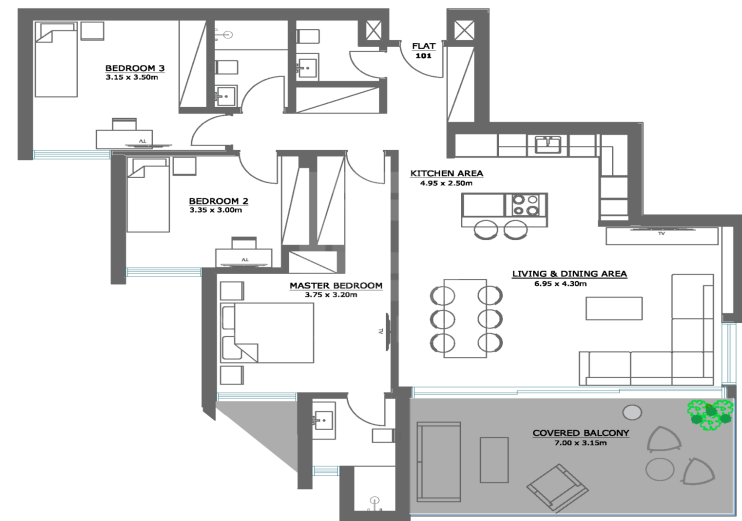 FLAT
101
BEDROOM 3
3.15 x 3.50m
TV
KITCHEN AREA
4.95 x 2.50m
BEDROOM 2
3.35 x 3.00m
TV
TV
LIVING & DINING AREA
6.95 x 4.30m
MASTER BEDROOM
3.75 x 3.20m
TV
COVERED BALCONY
7.00 x 3.15m